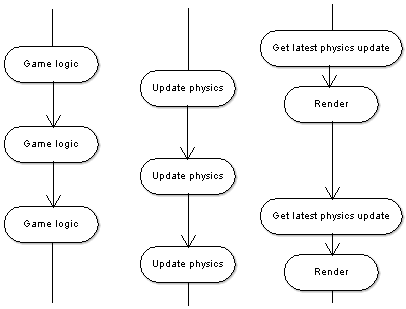 Game logic
Game logic
Game logic
Update physics
Update physics
Update physics
Get latest physics update
Render
Get latest physics update
Render